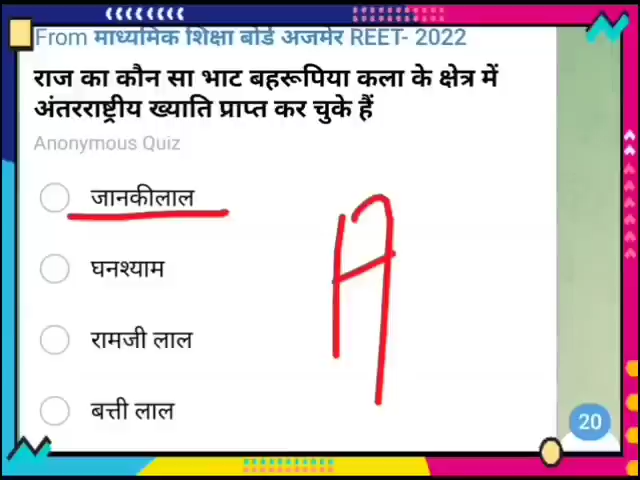 From माध्यमिक शिक्षा बोर्ड अजमेर REET- 2022
राज का कौन सा भाट बहरूपिया कला के क्षेत्र में
अंतरराष्ट्रीय ख्याति प्राप्त कर चुके हैं
Anonymous Quiz
जानकीलाल
घनश्याम
रामजी लाल
बत्ती लाल
A
20